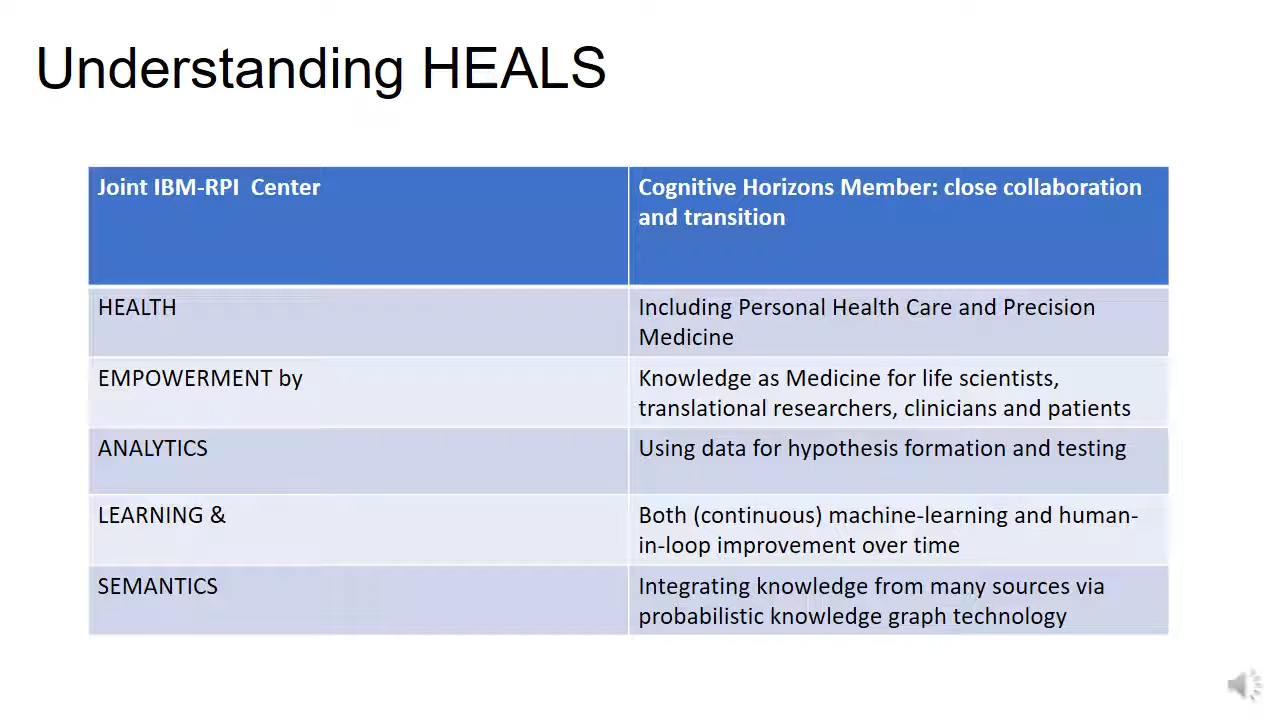 Understanding HEALS
Joint IBM-RPI  Center
Cognitive Horizons Member: close collaboration
and transition
HEALTH
Including Personal Health Care and Precision
Medicine
EMPOWERMENT by
Knowledge as Medicine for life scientists,
translational researchers, clinicians and patients
ANALYTICS
Using data for hypothesis formation and testing
LEARNING &
Both (continuous) machine-learning and human-
in-loop improvement over time
SEMANTICS
Integrating knowledge from many sources via
probabilistic knowledge graph technology